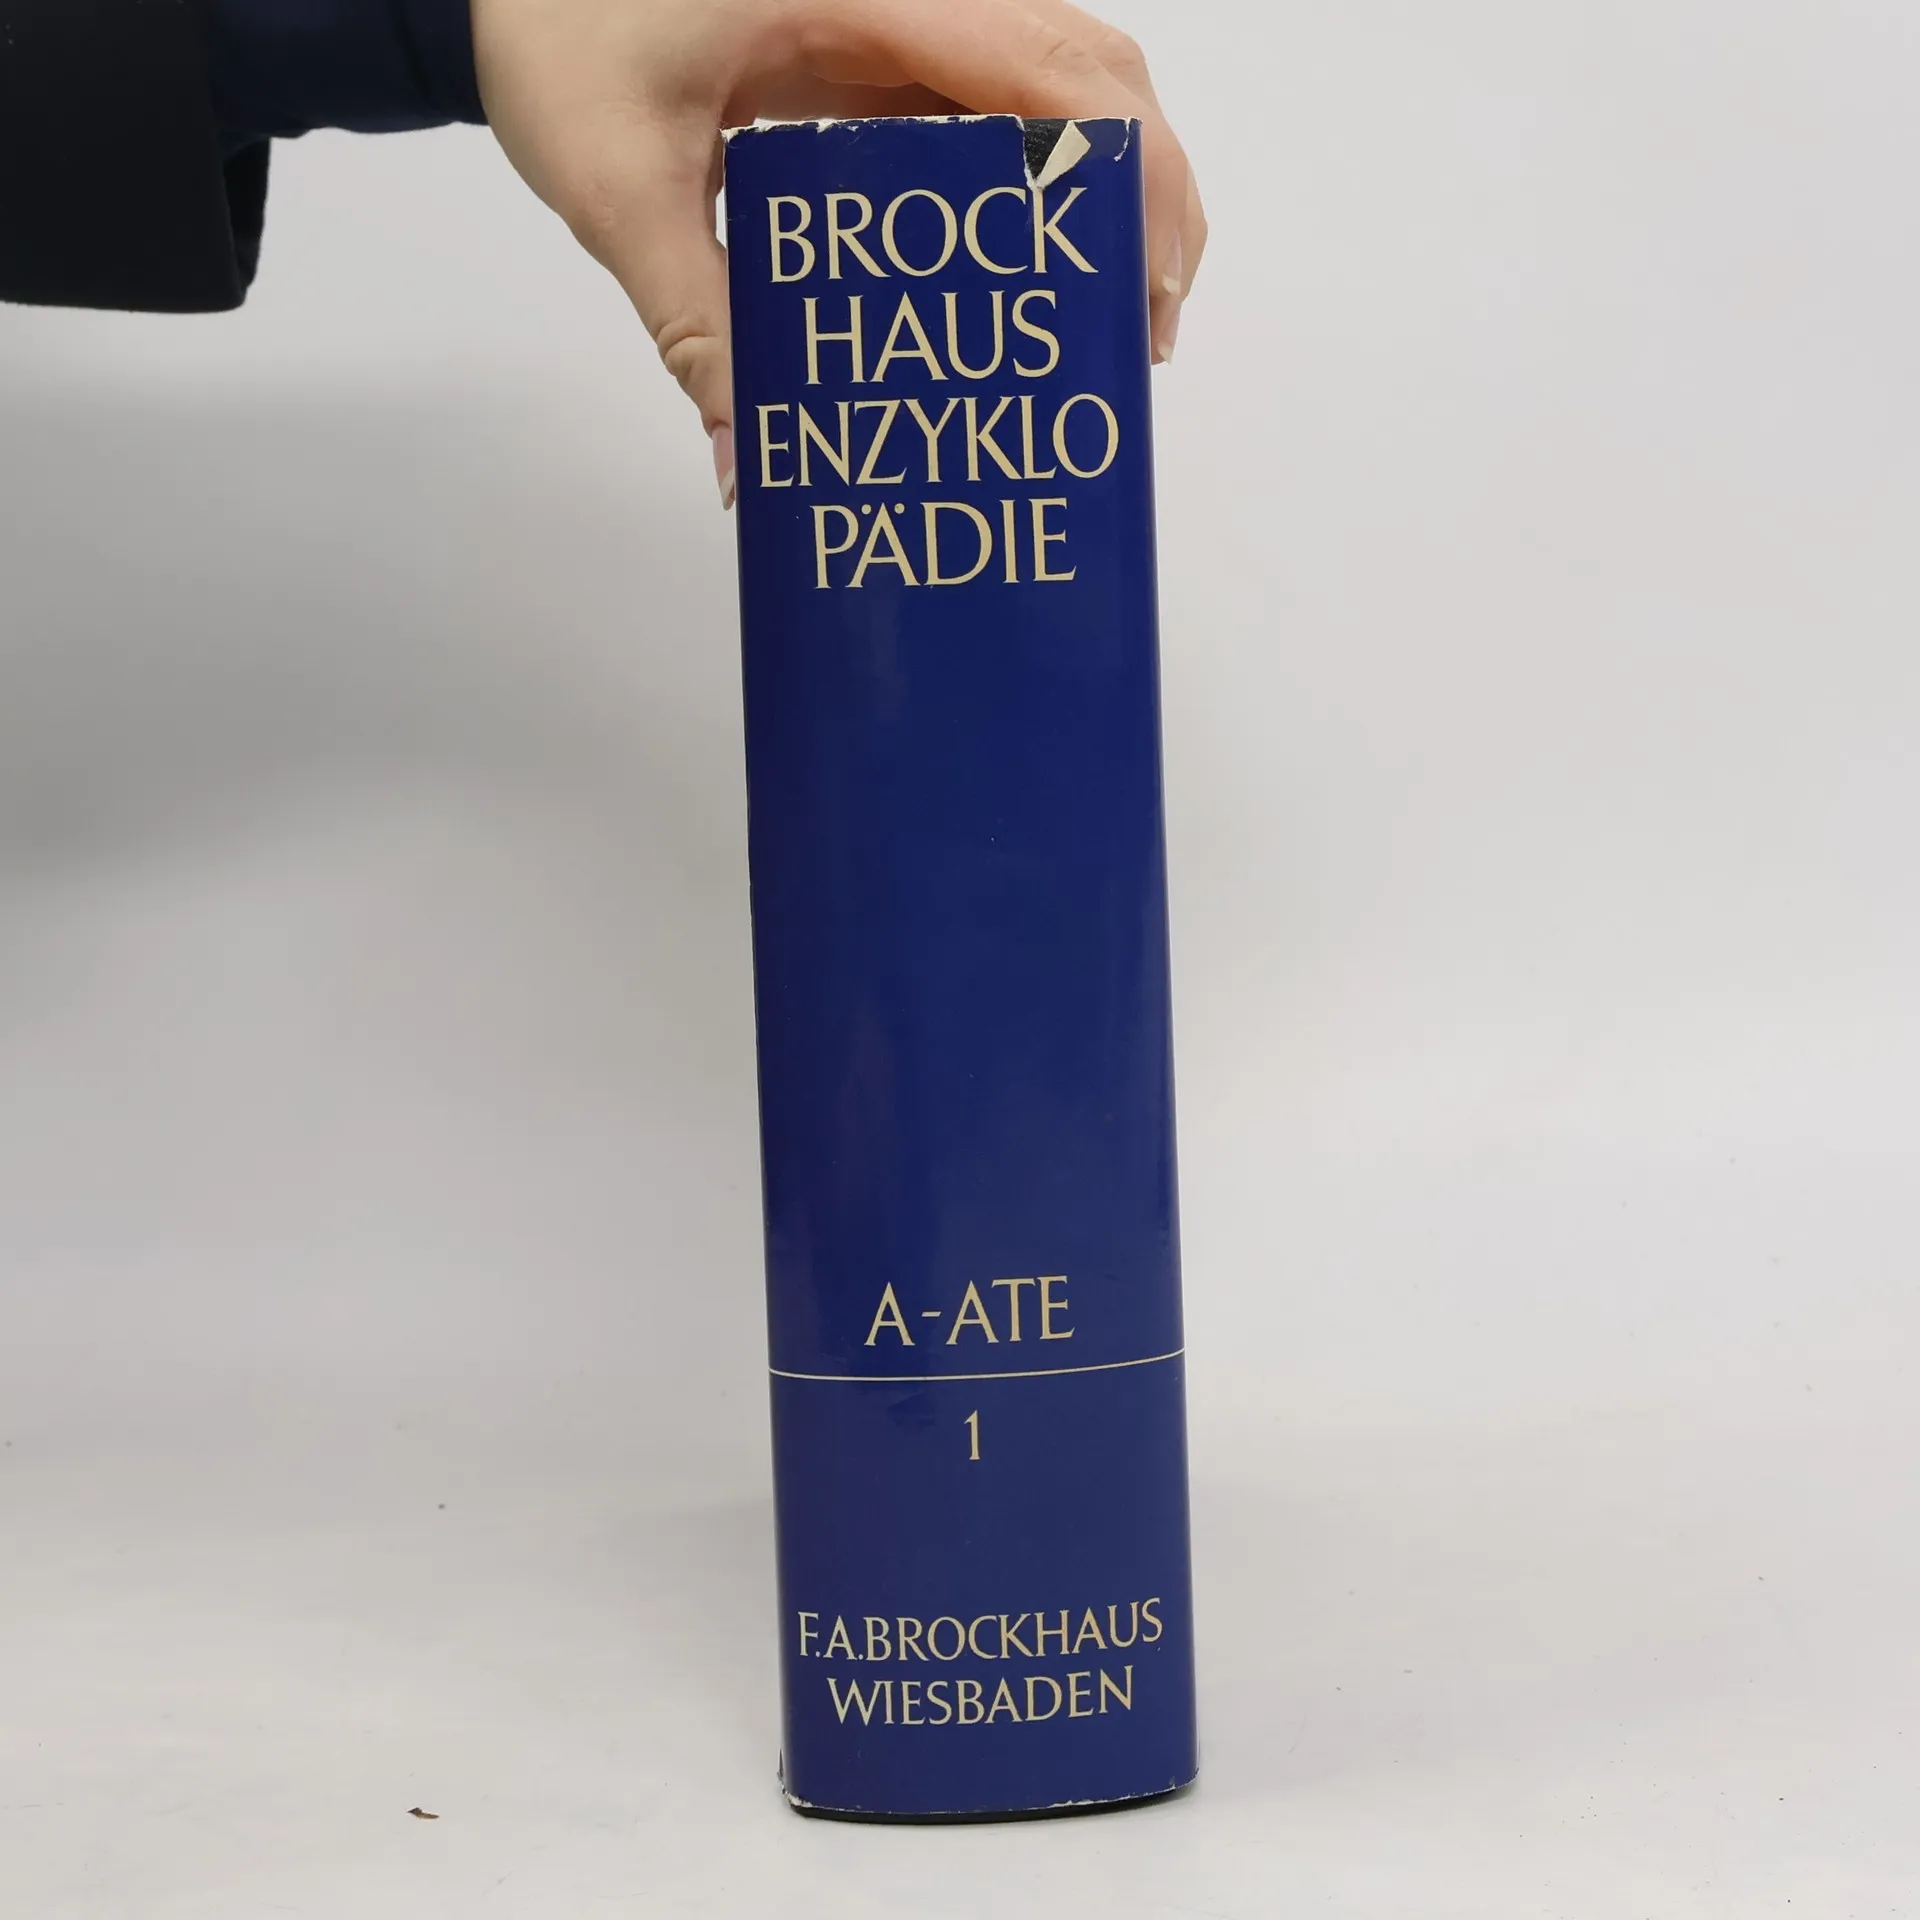 BROCK
HAUS
ENZYKLO
PÄDIE
A-ATE
1
F.A.BROCKHAUS
WIESBADEN